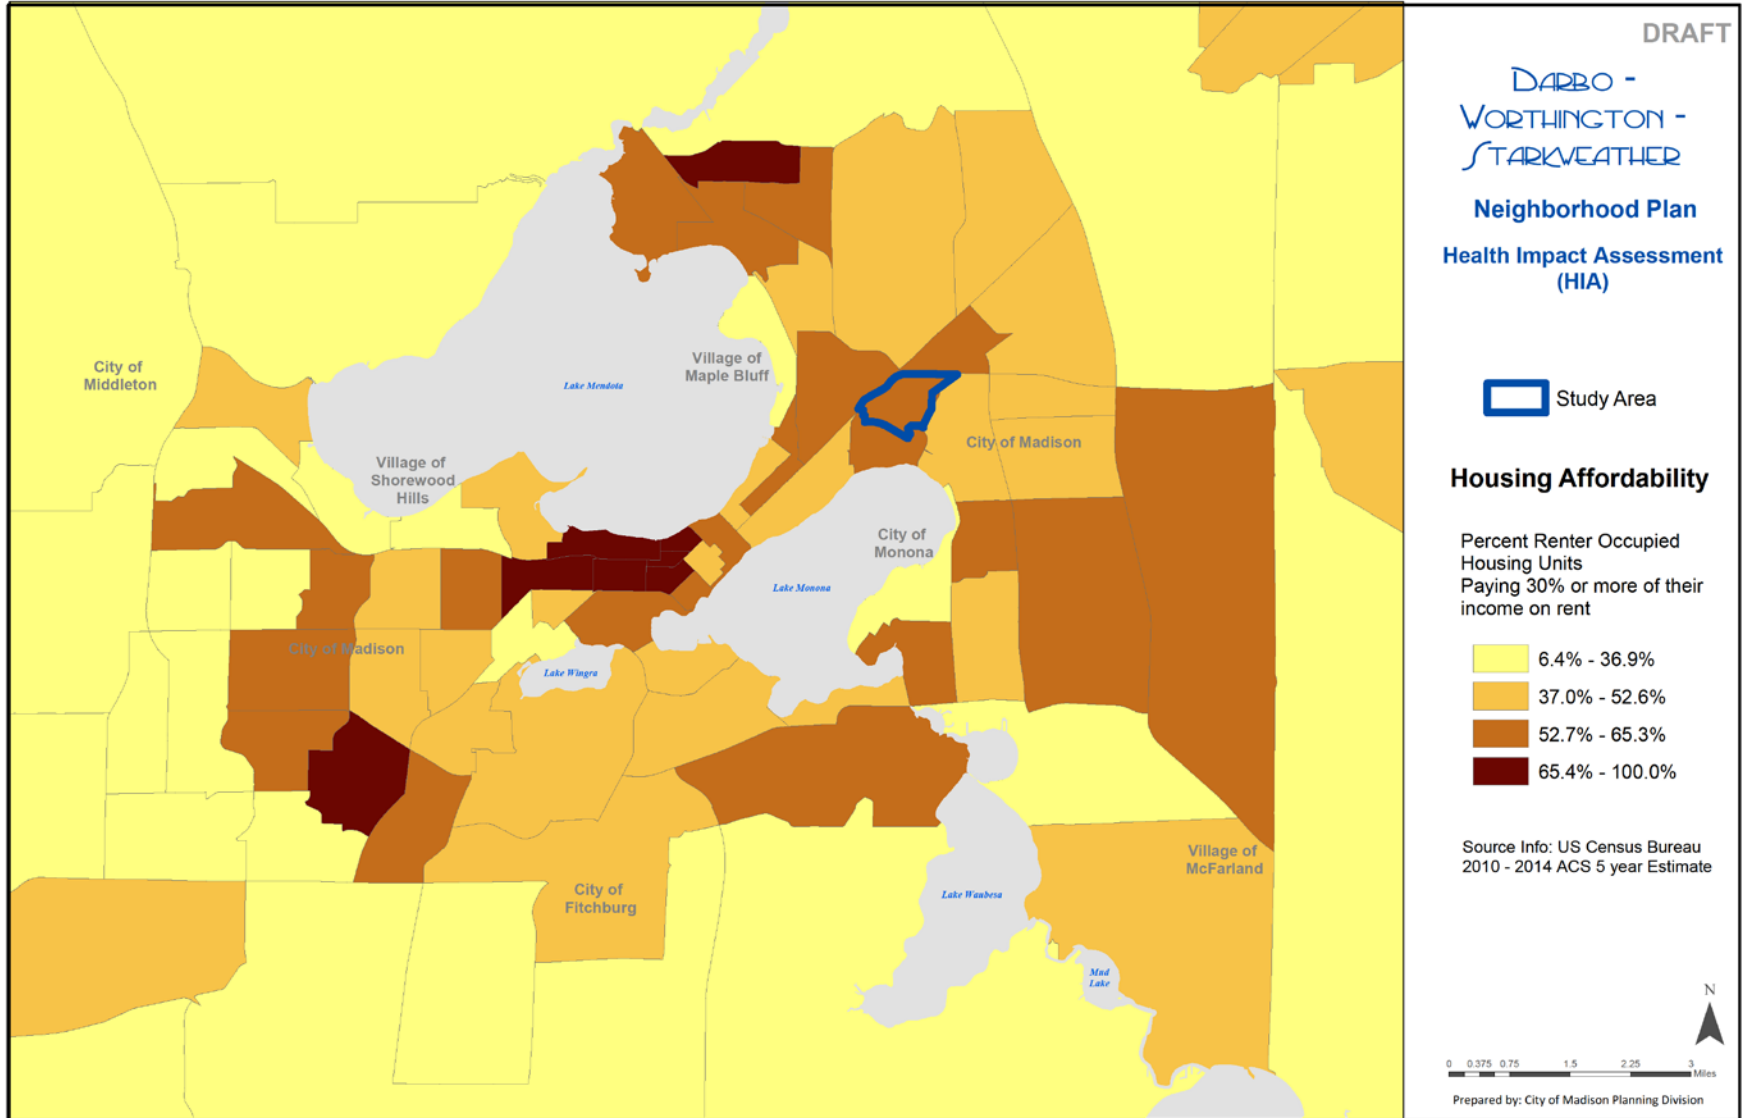 DRAFT
DARBO -
WORTHINGTON -
STARKWEATHER
Neighborhood Plan
Health Impact Assessment
(HIA)
Study Area
Housing Affordability
Percent Renter Occupied
Housing Units
Paying 30% or more of their
income on rent
6.4% - 36.9%
37.0% - 52.6%
52.7% - 65.3%
65.4% - 100.0%
Source Info: US Census Bureau
2010 - 2014 ACS 5 year Estimate
N
0 0.375 0.75 1.5 2.25 3
Miles
Prepared by: City of Madison Planning Division
City of
Middleton
Lake Mendota
Village of
Maple Bluff
Village of
Shorewood
Hills
City of Madison
City of
Monona
Lake Monona
City of Madison
Lake Wingra
City of
Fitchburg
Village of
McFarland
Lake Waubesa
Mud
Lake